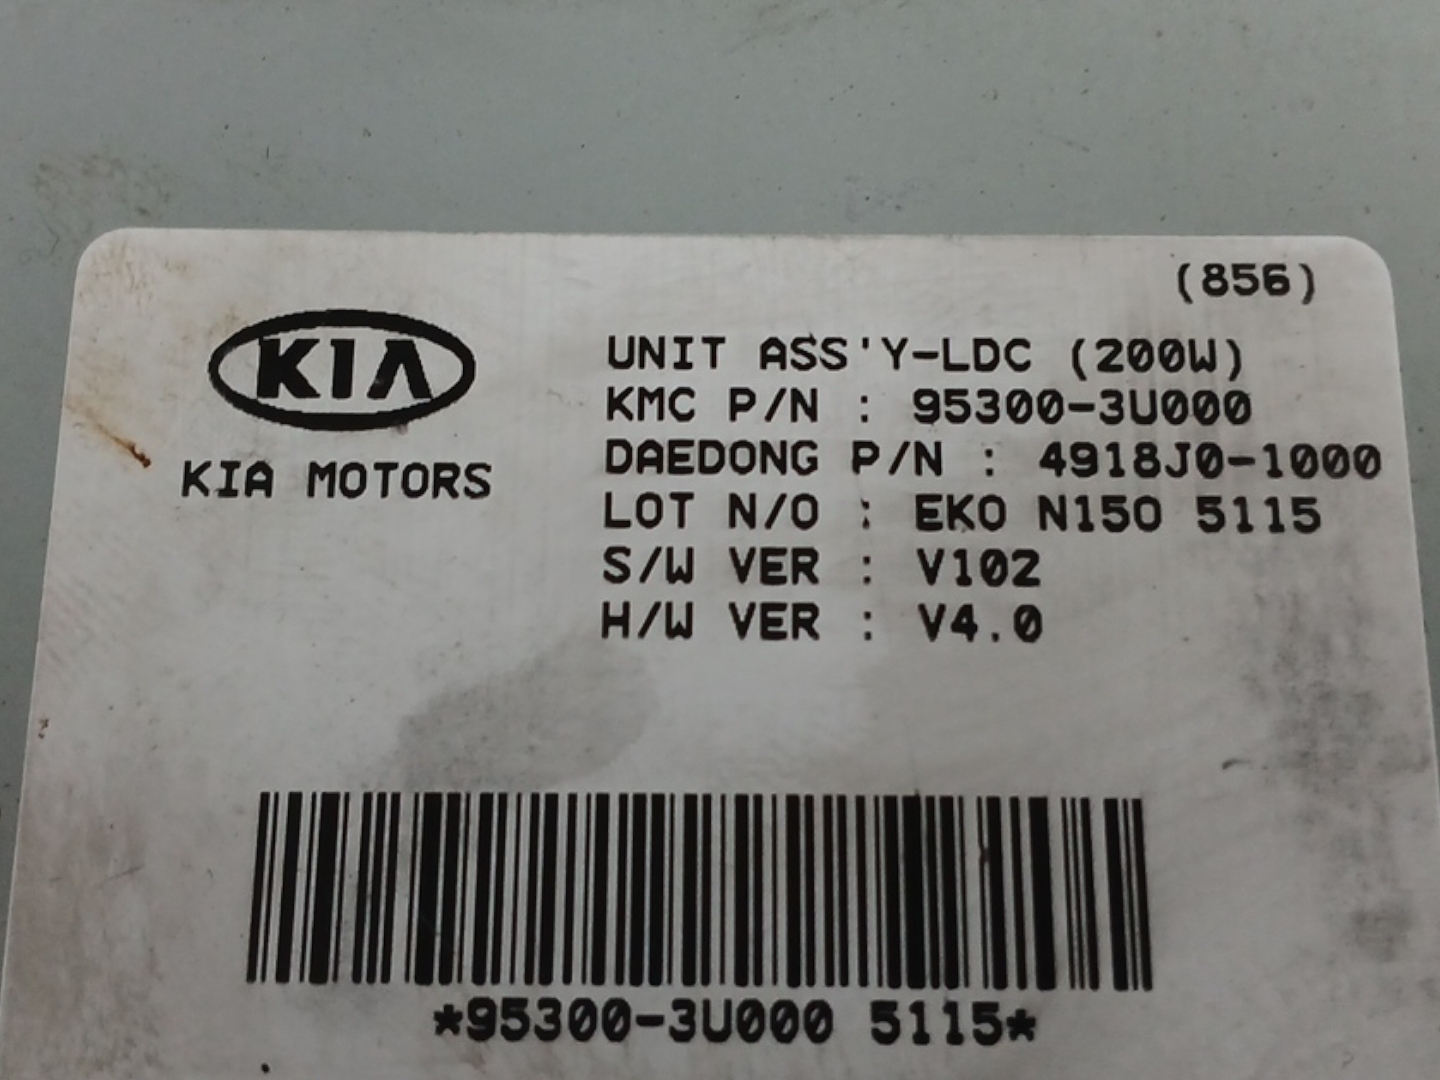 (856)
KIA
KIA MOTORS
UNIT ASS'Y-LDC (200W)
KMC P/N : 95300-3U000
DAEDONG P/N : 4918J0-1000
LOT N/O : EKO N150 5115
S/W VER : V102
H/W VER : V4.0
*95300-3U000 5115*